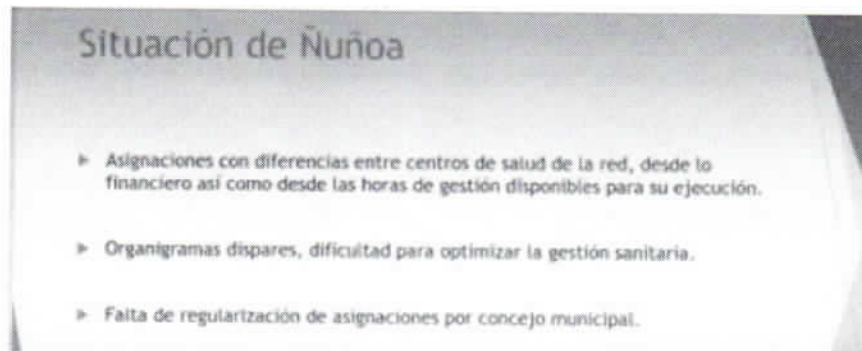 Situación de Ñuñoa
▶ Asignaciones con diferencias entre centros de salud de la red, desde lo
financiero así como desde las horas de gestión disponibles para su ejecución.
▶ Organigramas dispares, dificultad para optimizar la gestión sanitaria.
▶ Falta de regularización de asignaciones por concejo municipal.